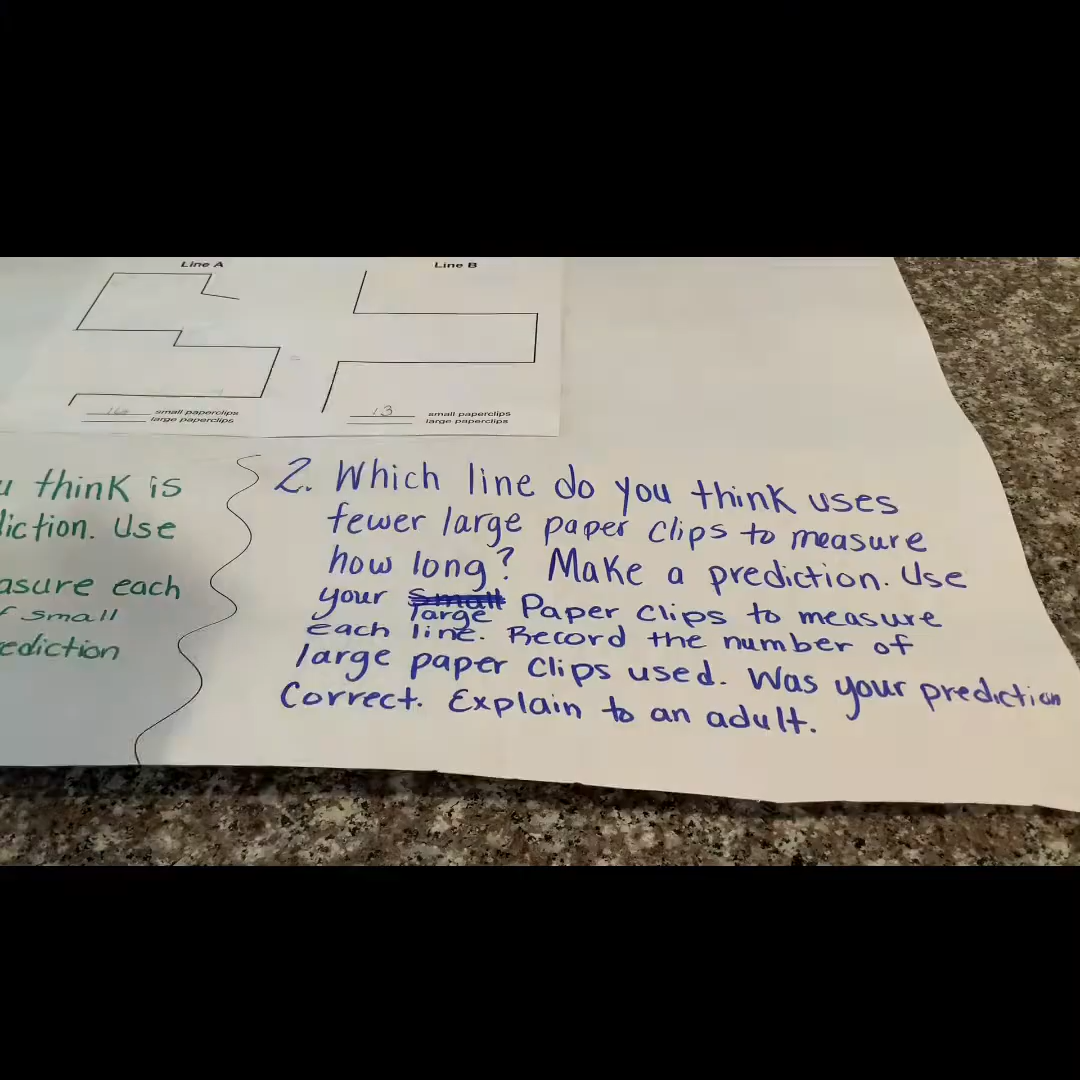 Line A
Line B
small paperclips
large paperclips
13 small paperclips
large paperclips
u think is
diction. Use
asure each
f small
ediction
2. Which line do you think uses
fewer large paper clips to measure
how long? Make a prediction. Use
your small large Paper clips to measure
each line. Record the number of
large paper clips used. Was your prediction
Correct. Explain to an adult.